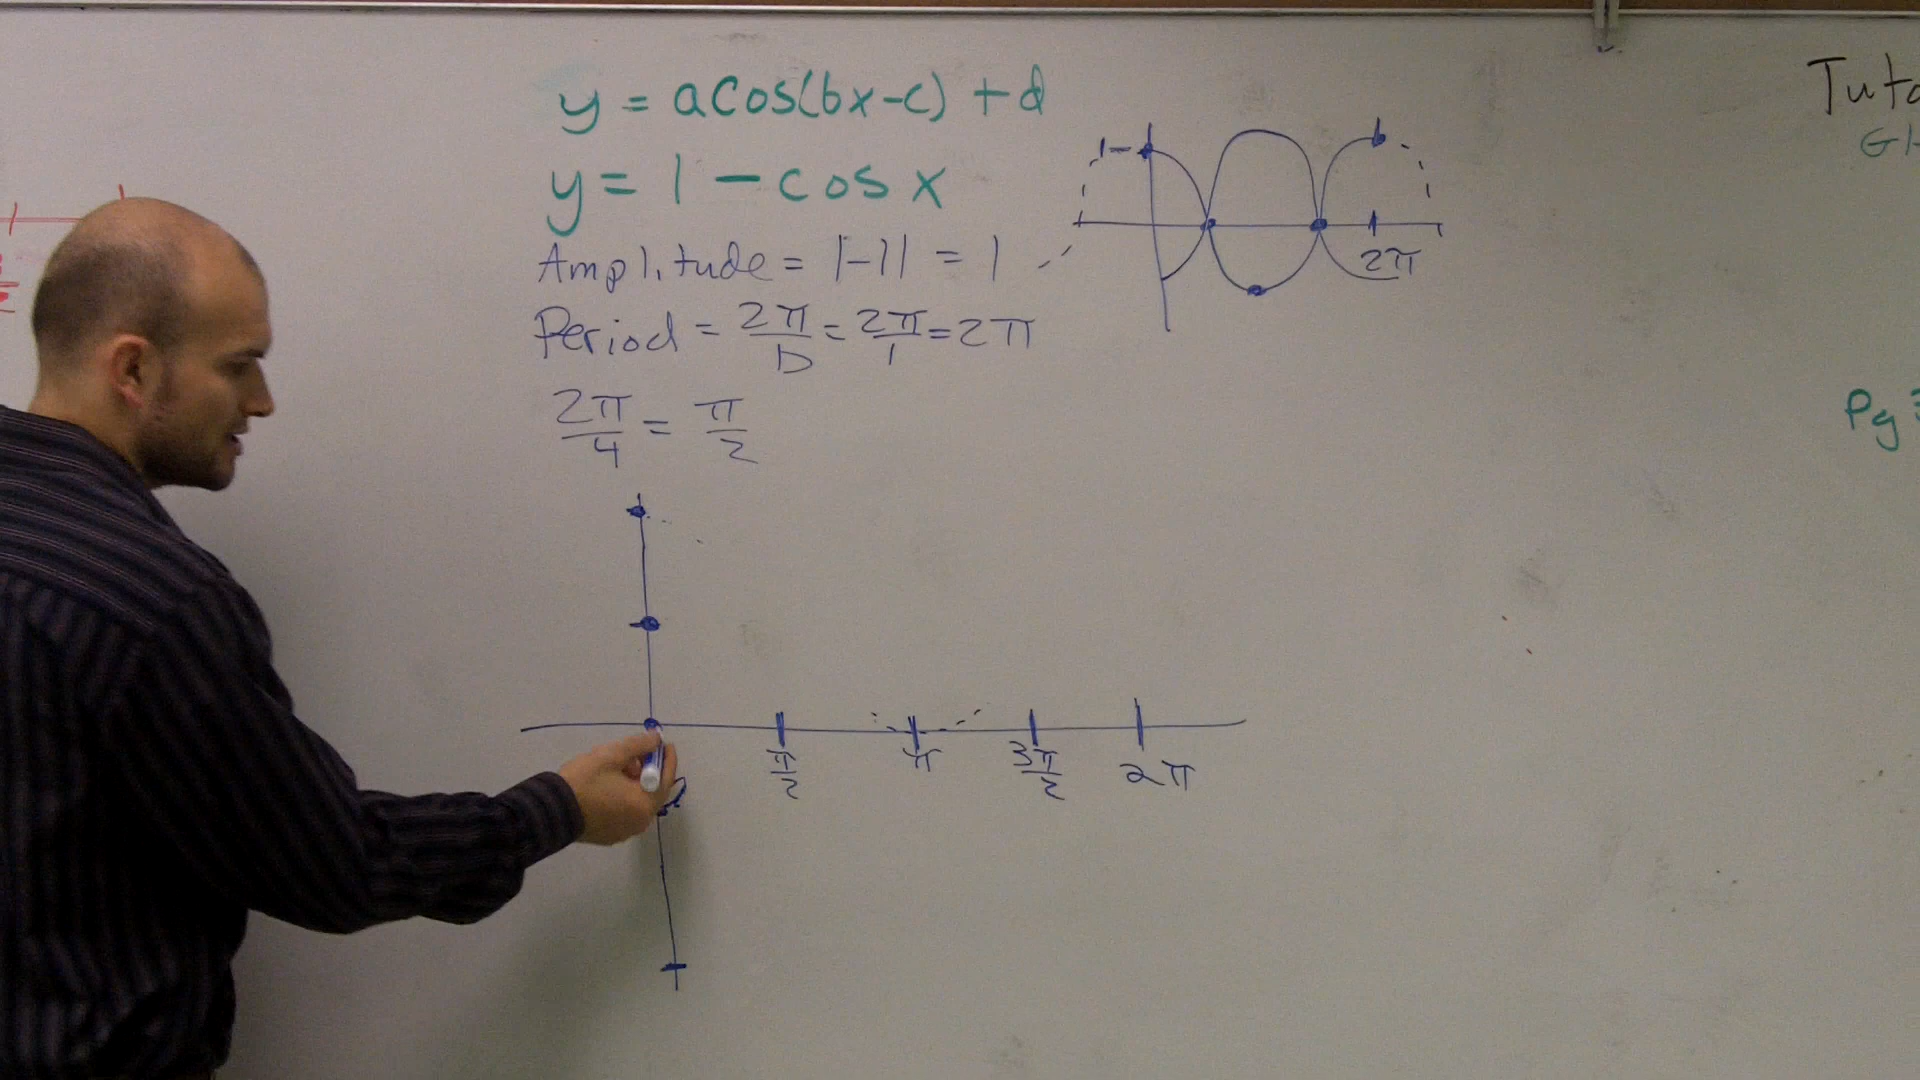 y = acos(bx-c) + d
y = 1 - cos x
Amplitude = |-1| = 1
Period = 2π/b = 2π/1 = 2π
2π/4 = π/2
1
2π
π/2 π 3π/2 2π
Pg